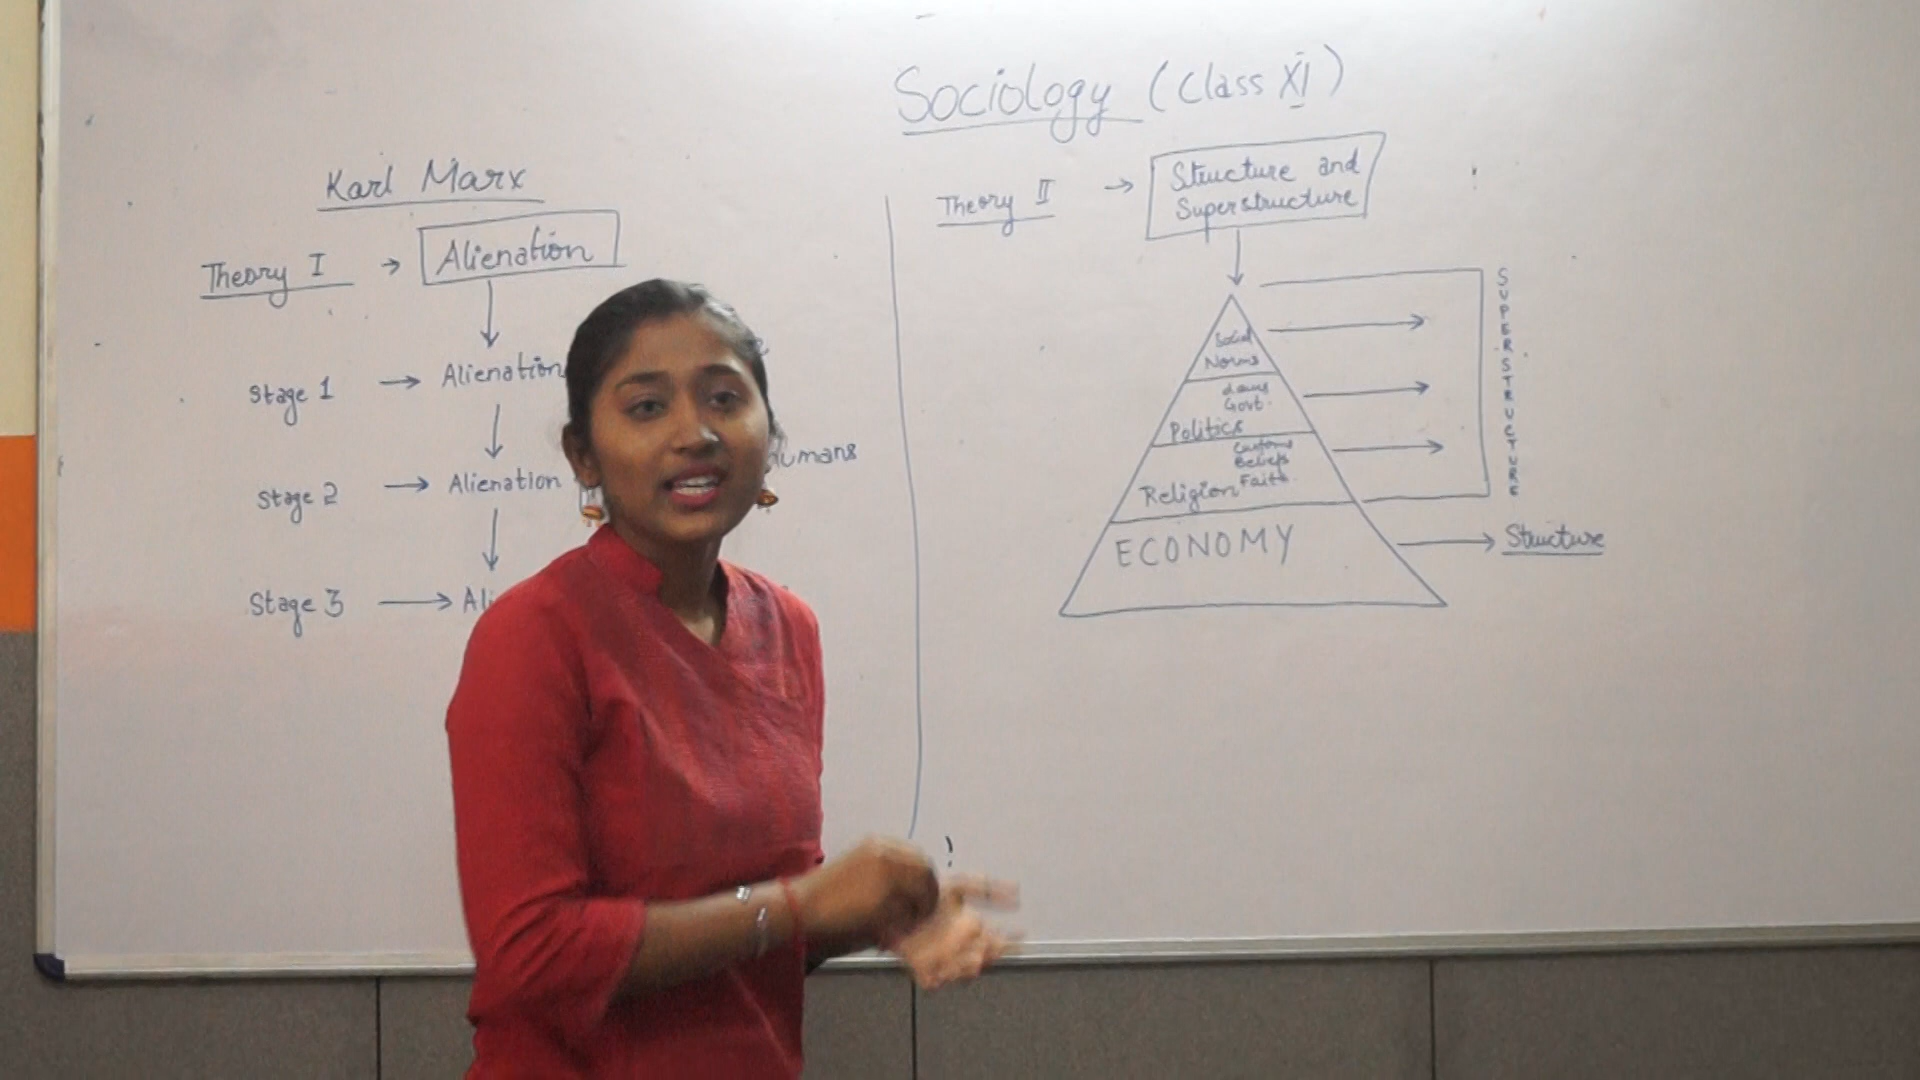 Sociology (Class XI)
Karl Marx
Theory I → Alienation
Stage 1 → Alienation
Stage 2 → Alienation
humans
Stage 3 →
Theory II → Structure and
Superstructure
Social
Norms
Laws
Govt.
Politics
Customs
Beliefs
Faith
Religion
ECONOMY
SUPERSTRUCTURE
→ Structure